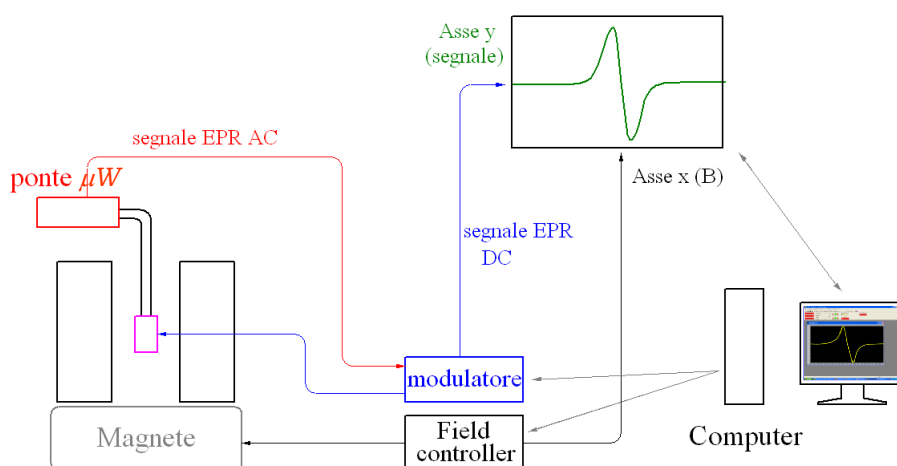 Asse y
(segnale)
segnale EPR AC
ponte μW
Asse x (B)
segnale EPR
DC
modulatore
Magnete
Field
controller
Computer